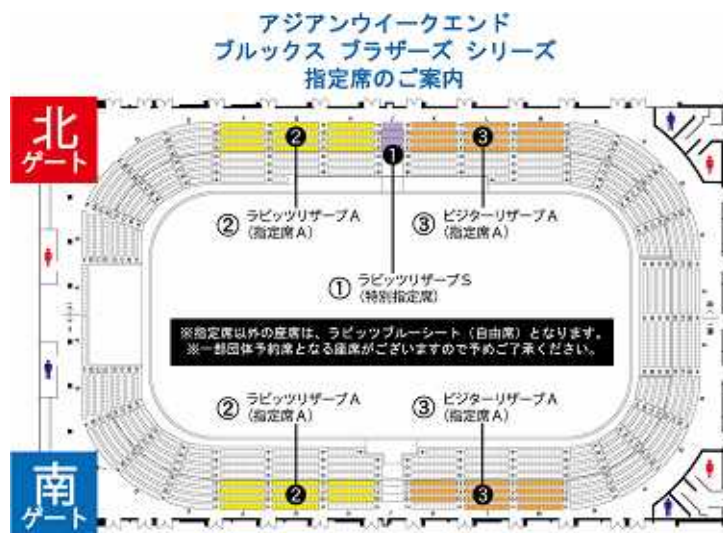 アジアンウイークエンド
ブルックス ブラザーズ シリーズ
指定席のご案内
北
ゲート
❷
❸
❶
② ラビッツリザーブA
(指定席A)
③ ビジターリザーブA
(指定席A)
① ラビッツリザーブS
(特別指定席)
※指定席以外の座席は、ラビッツブルーシート(自由席)となります。
※一部団体予約席となる座席がございますので予めご了承ください。
② ラビッツリザーブA
(指定席A)
③ ビジターリザーブA
(指定席A)
南
ゲート
❷
❸